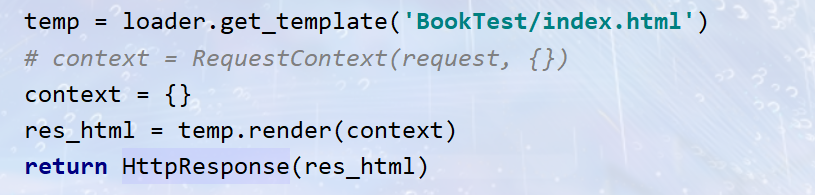 temp = loader.get_template('BookTest/index.html')
# context = RequestContext(request, {})
context = {}
res_html = temp.render(context)
return HttpResponse(res_html)